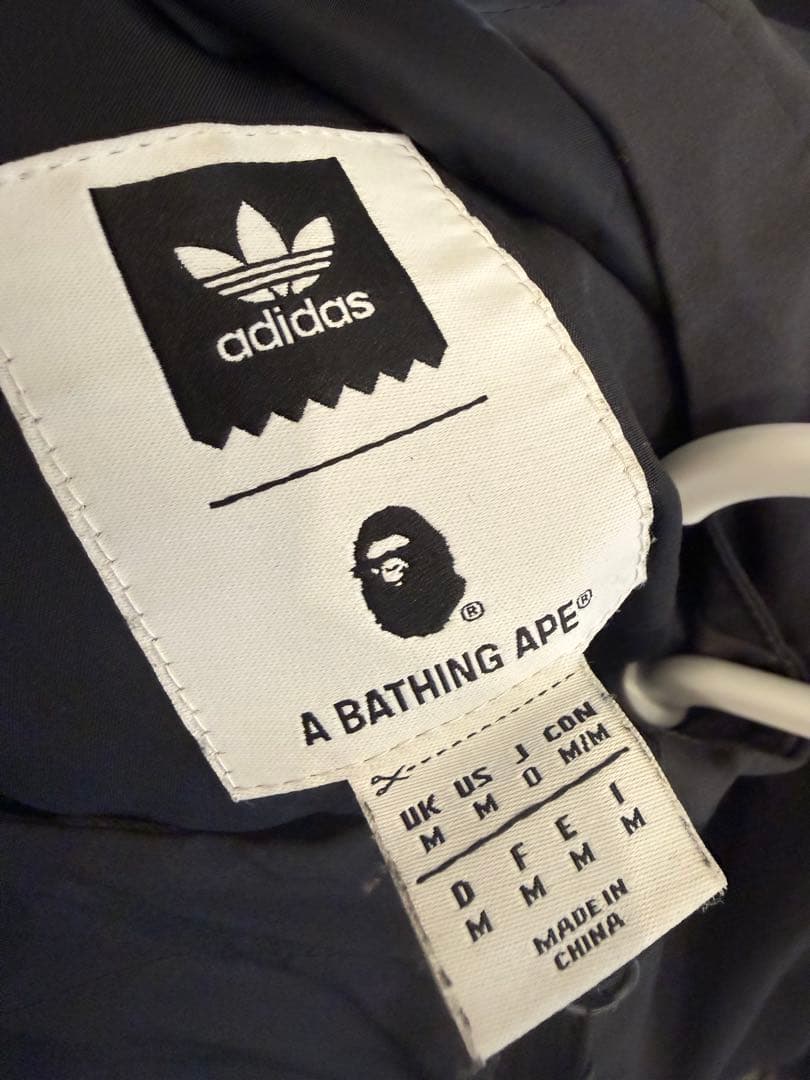 adidas
®
A BATHING APE®
UK US J CON
M M O M/M
D F E I
M M M M
MADE IN
CHINA